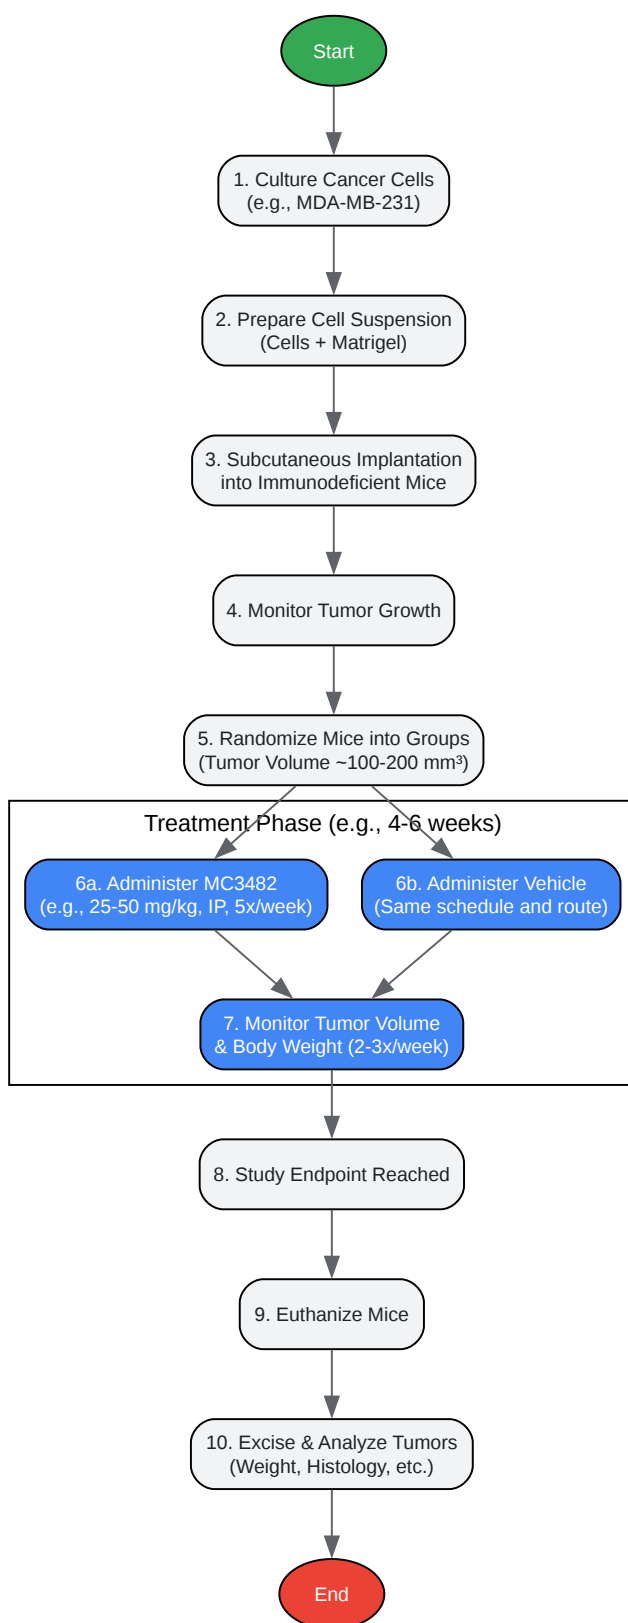 Start
1. Culture Cancer Cells
(e.g., MDA-MB-231)
2. Prepare Cell Suspension
(Cells + Matrigel)
3. Subcutaneous Implantation
into Immunodeficient Mice
4. Monitor Tumor Growth
5. Randomize Mice into Groups
(Tumor Volume ~100-200 mm³)
Treatment Phase (e.g., 4-6 weeks)
6a. Administer MC3482
(e.g., 25-50 mg/kg, IP, 5x/week)
6b. Administer Vehicle
(Same schedule and route)
7. Monitor Tumor Volume
& Body Weight (2-3x/week)
8. Study Endpoint Reached
9. Euthanize Mice
10. Excise & Analyze Tumors
(Weight, Histology, etc.)
End